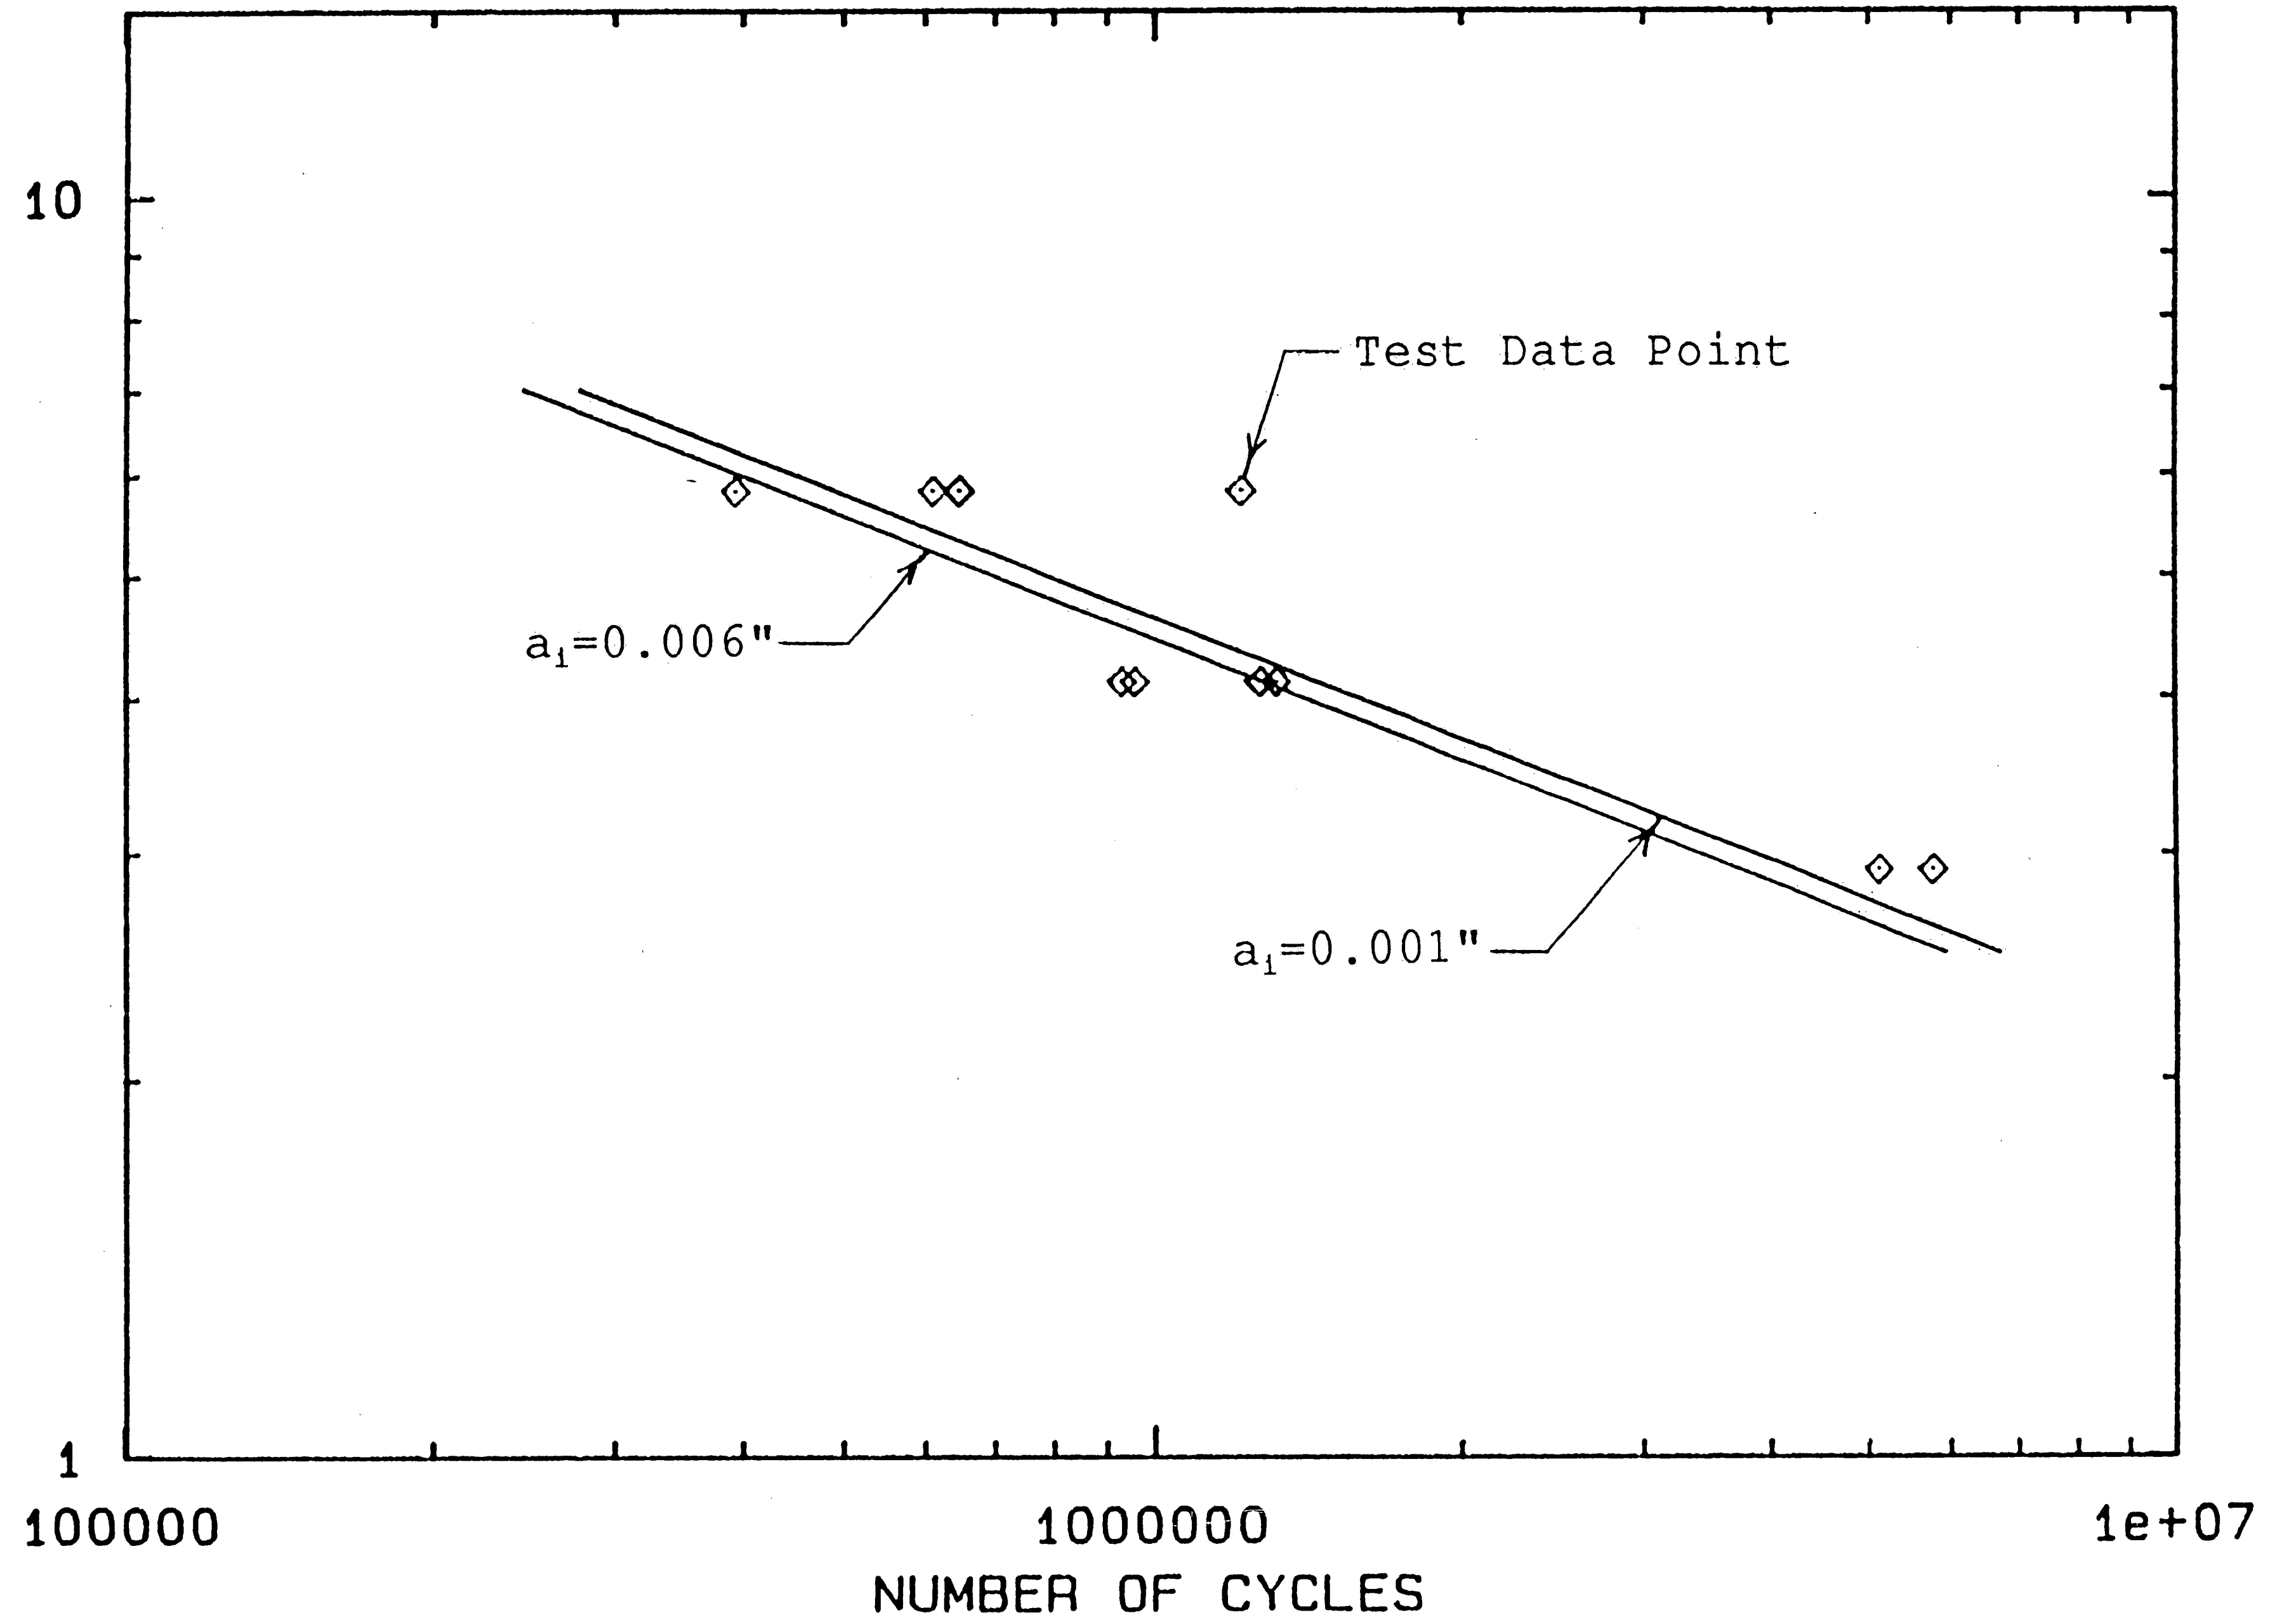 10
Test Data Point
a₁=0.006"
a₁=0.001"
1
100000 1000000 1e+07
NUMBER OF CYCLES